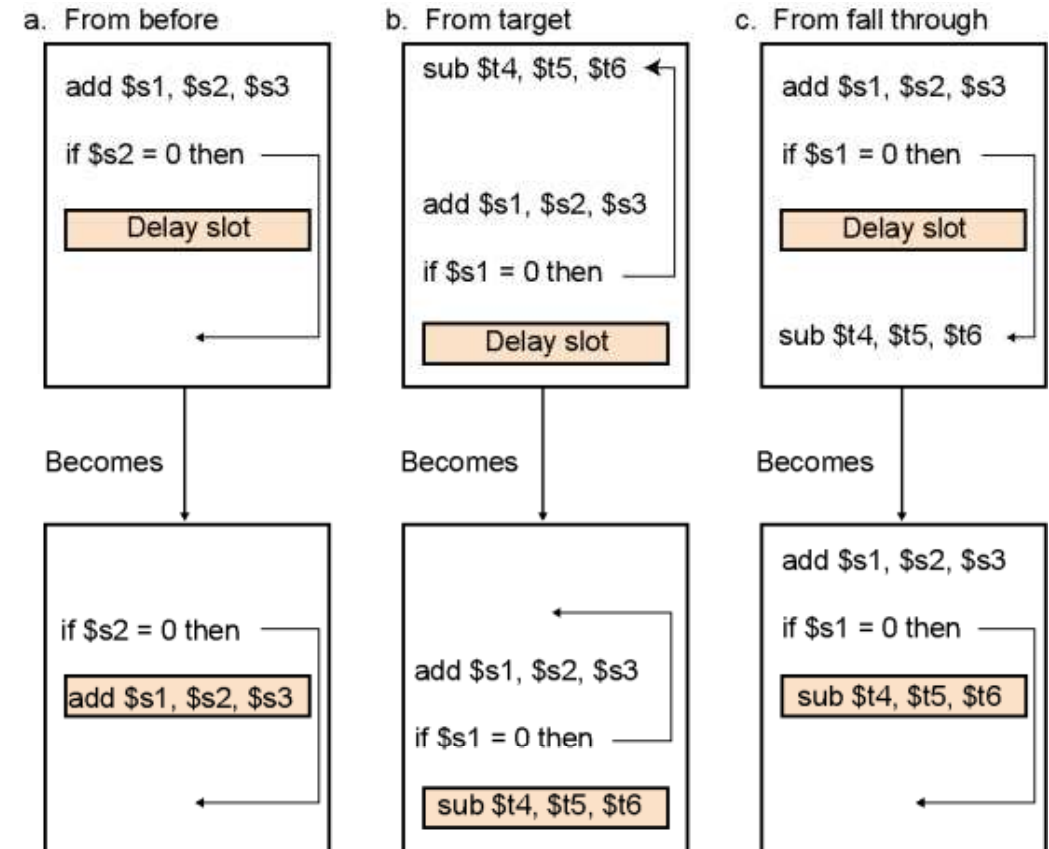 a. From before
add $s1, $s2, $s3
if $s2 = 0 then
Delay slot
Becomes
if $s2 = 0 then
add $s1, $s2, $s3
b. From target
sub $t4, $t5, $t6
add $s1, $s2, $s3
if $s1 = 0 then
Delay slot
Becomes
add $s1, $s2, $s3
if $s1 = 0 then
sub $t4, $t5, $t6
c. From fall through
add $s1, $s2, $s3
if $s1 = 0 then
Delay slot
sub $t4, $t5, $t6
Becomes
add $s1, $s2, $s3
if $s1 = 0 then
sub $t4, $t5, $t6